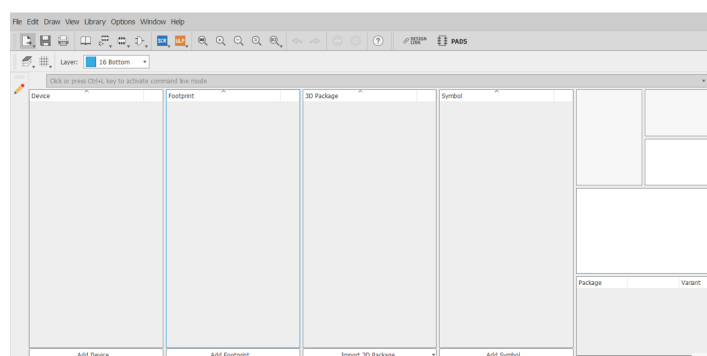 File Edit Draw View Library Options Window Help
SCR ULP DESIGN LINK PADS
Layer: 16 Bottom
Click or press Ctrl+L key to activate command line mode
Device Footprint 3D Package Symbol
Package Variant
Add Device Add Footprint Import 3D Package Add Symbol